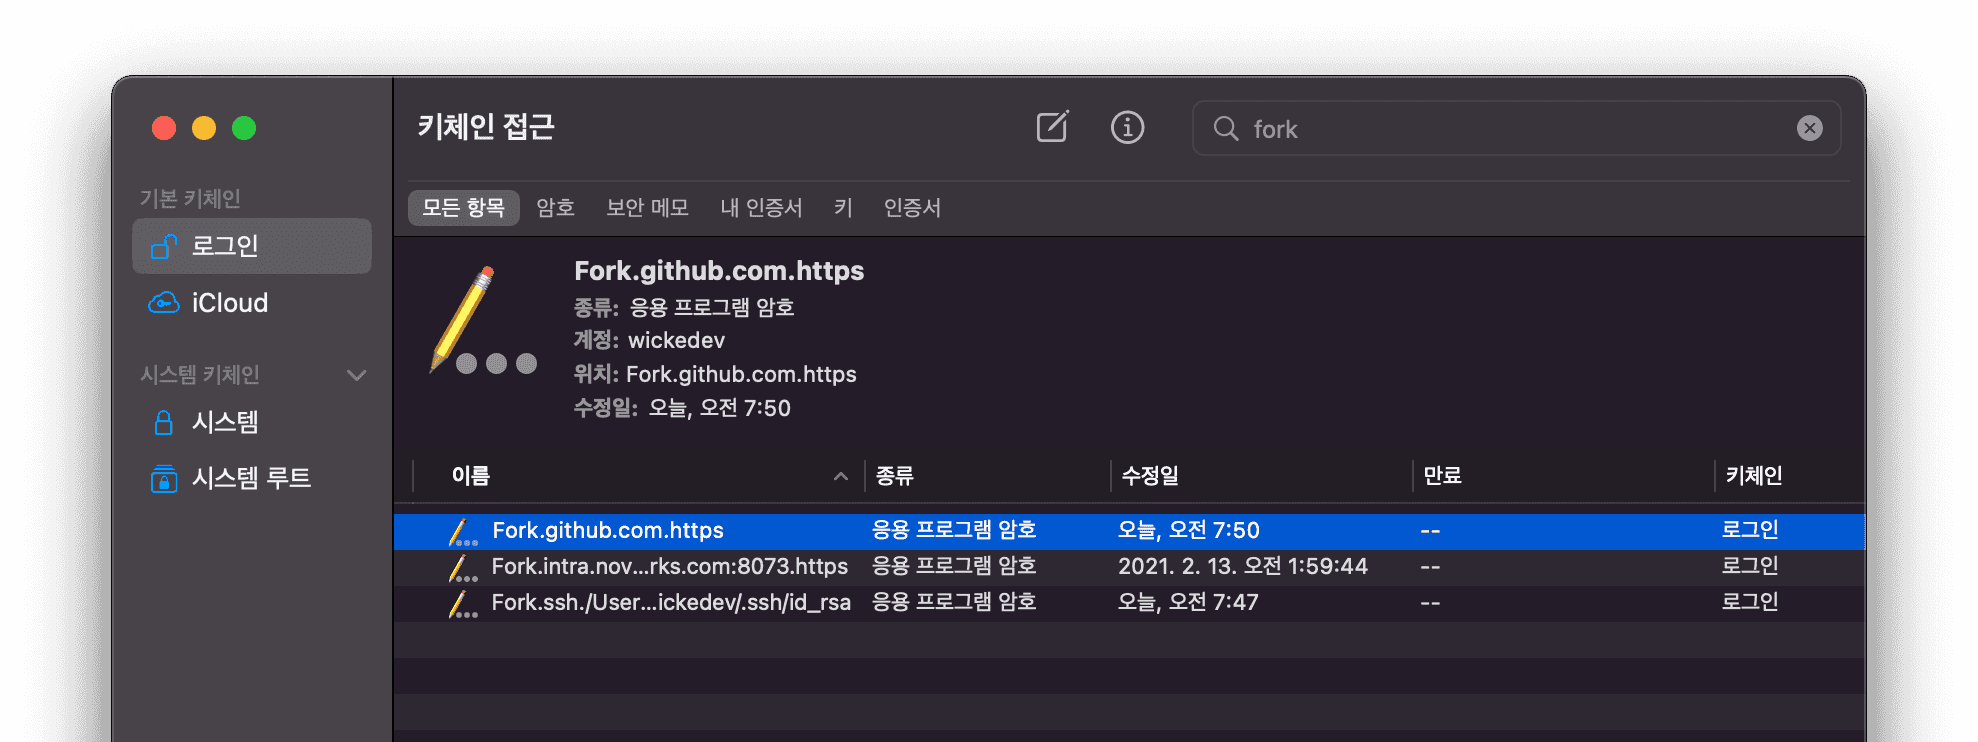 키체인 접근
fork
기본 키체인
로그인
iCloud
시스템 키체인
시스템
시스템 루트
모든 항목 암호 보안 메모 내 인증서 키 인증서
Fork.github.com.https
종류: 응용 프로그램 암호
계정: wickedev
위치: Fork.github.com.https
수정일: 오늘, 오전 7:50
이름 종류 수정일 만료 키체인
Fork.github.com.https 응용 프로그램 암호 오늘, 오전 7:50 -- 로그인
Fork.intra.nov...rks.com:8073.https 응용 프로그램 암호 2021. 2. 13. 오전 1:59:44 -- 로그인
Fork.ssh./User...ickedev/.ssh/id_rsa 응용 프로그램 암호 오늘, 오전 7:47 -- 로그인